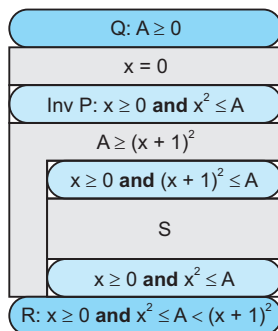 Q: A ≥ 0
x = 0
Inv P: x ≥ 0 and x² ≤ A
A ≥ (x + 1)²
x ≥ 0 and (x + 1)² ≤ A
S
x ≥ 0 and x² ≤ A
R: x ≥ 0 and x² ≤ A < (x + 1)²